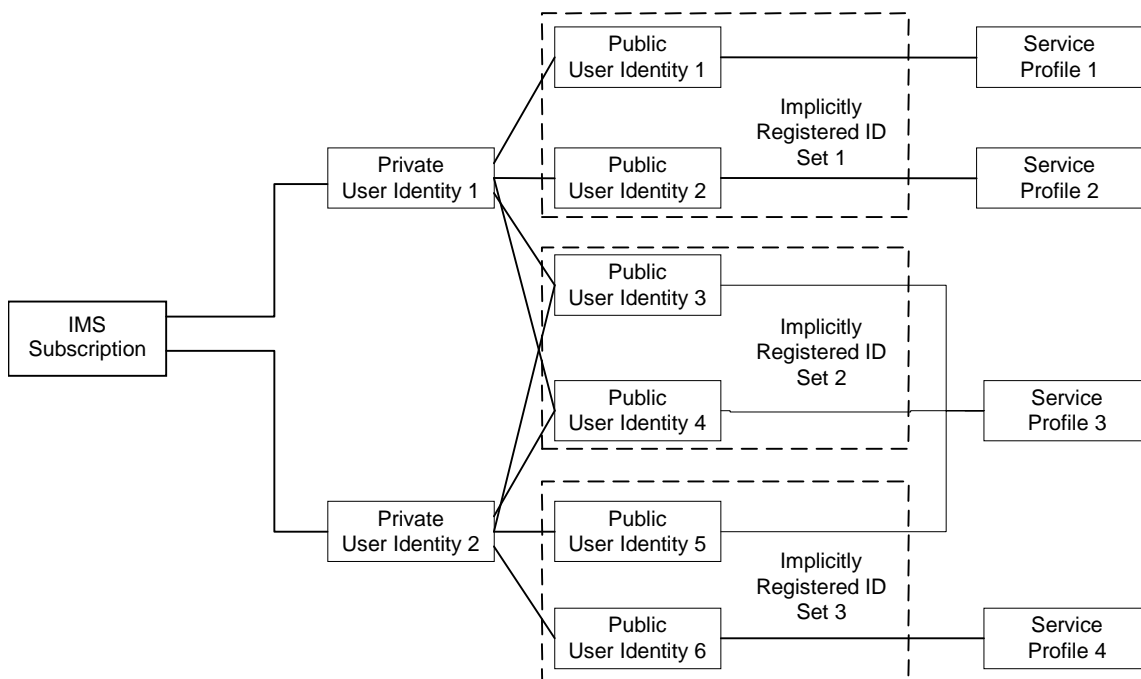 IMS
Subscription
Private
User Identity 1
Private
User Identity 2
Public
User Identity 1
Public
User Identity 2
Implicitly
Registered ID
Set 1
Public
User Identity 3
Public
User Identity 4
Implicitly
Registered ID
Set 2
Public
User Identity 5
Public
User Identity 6
Implicitly
Registered ID
Set 3
Service
Profile 1
Service
Profile 2
Service
Profile 3
Service
Profile 4